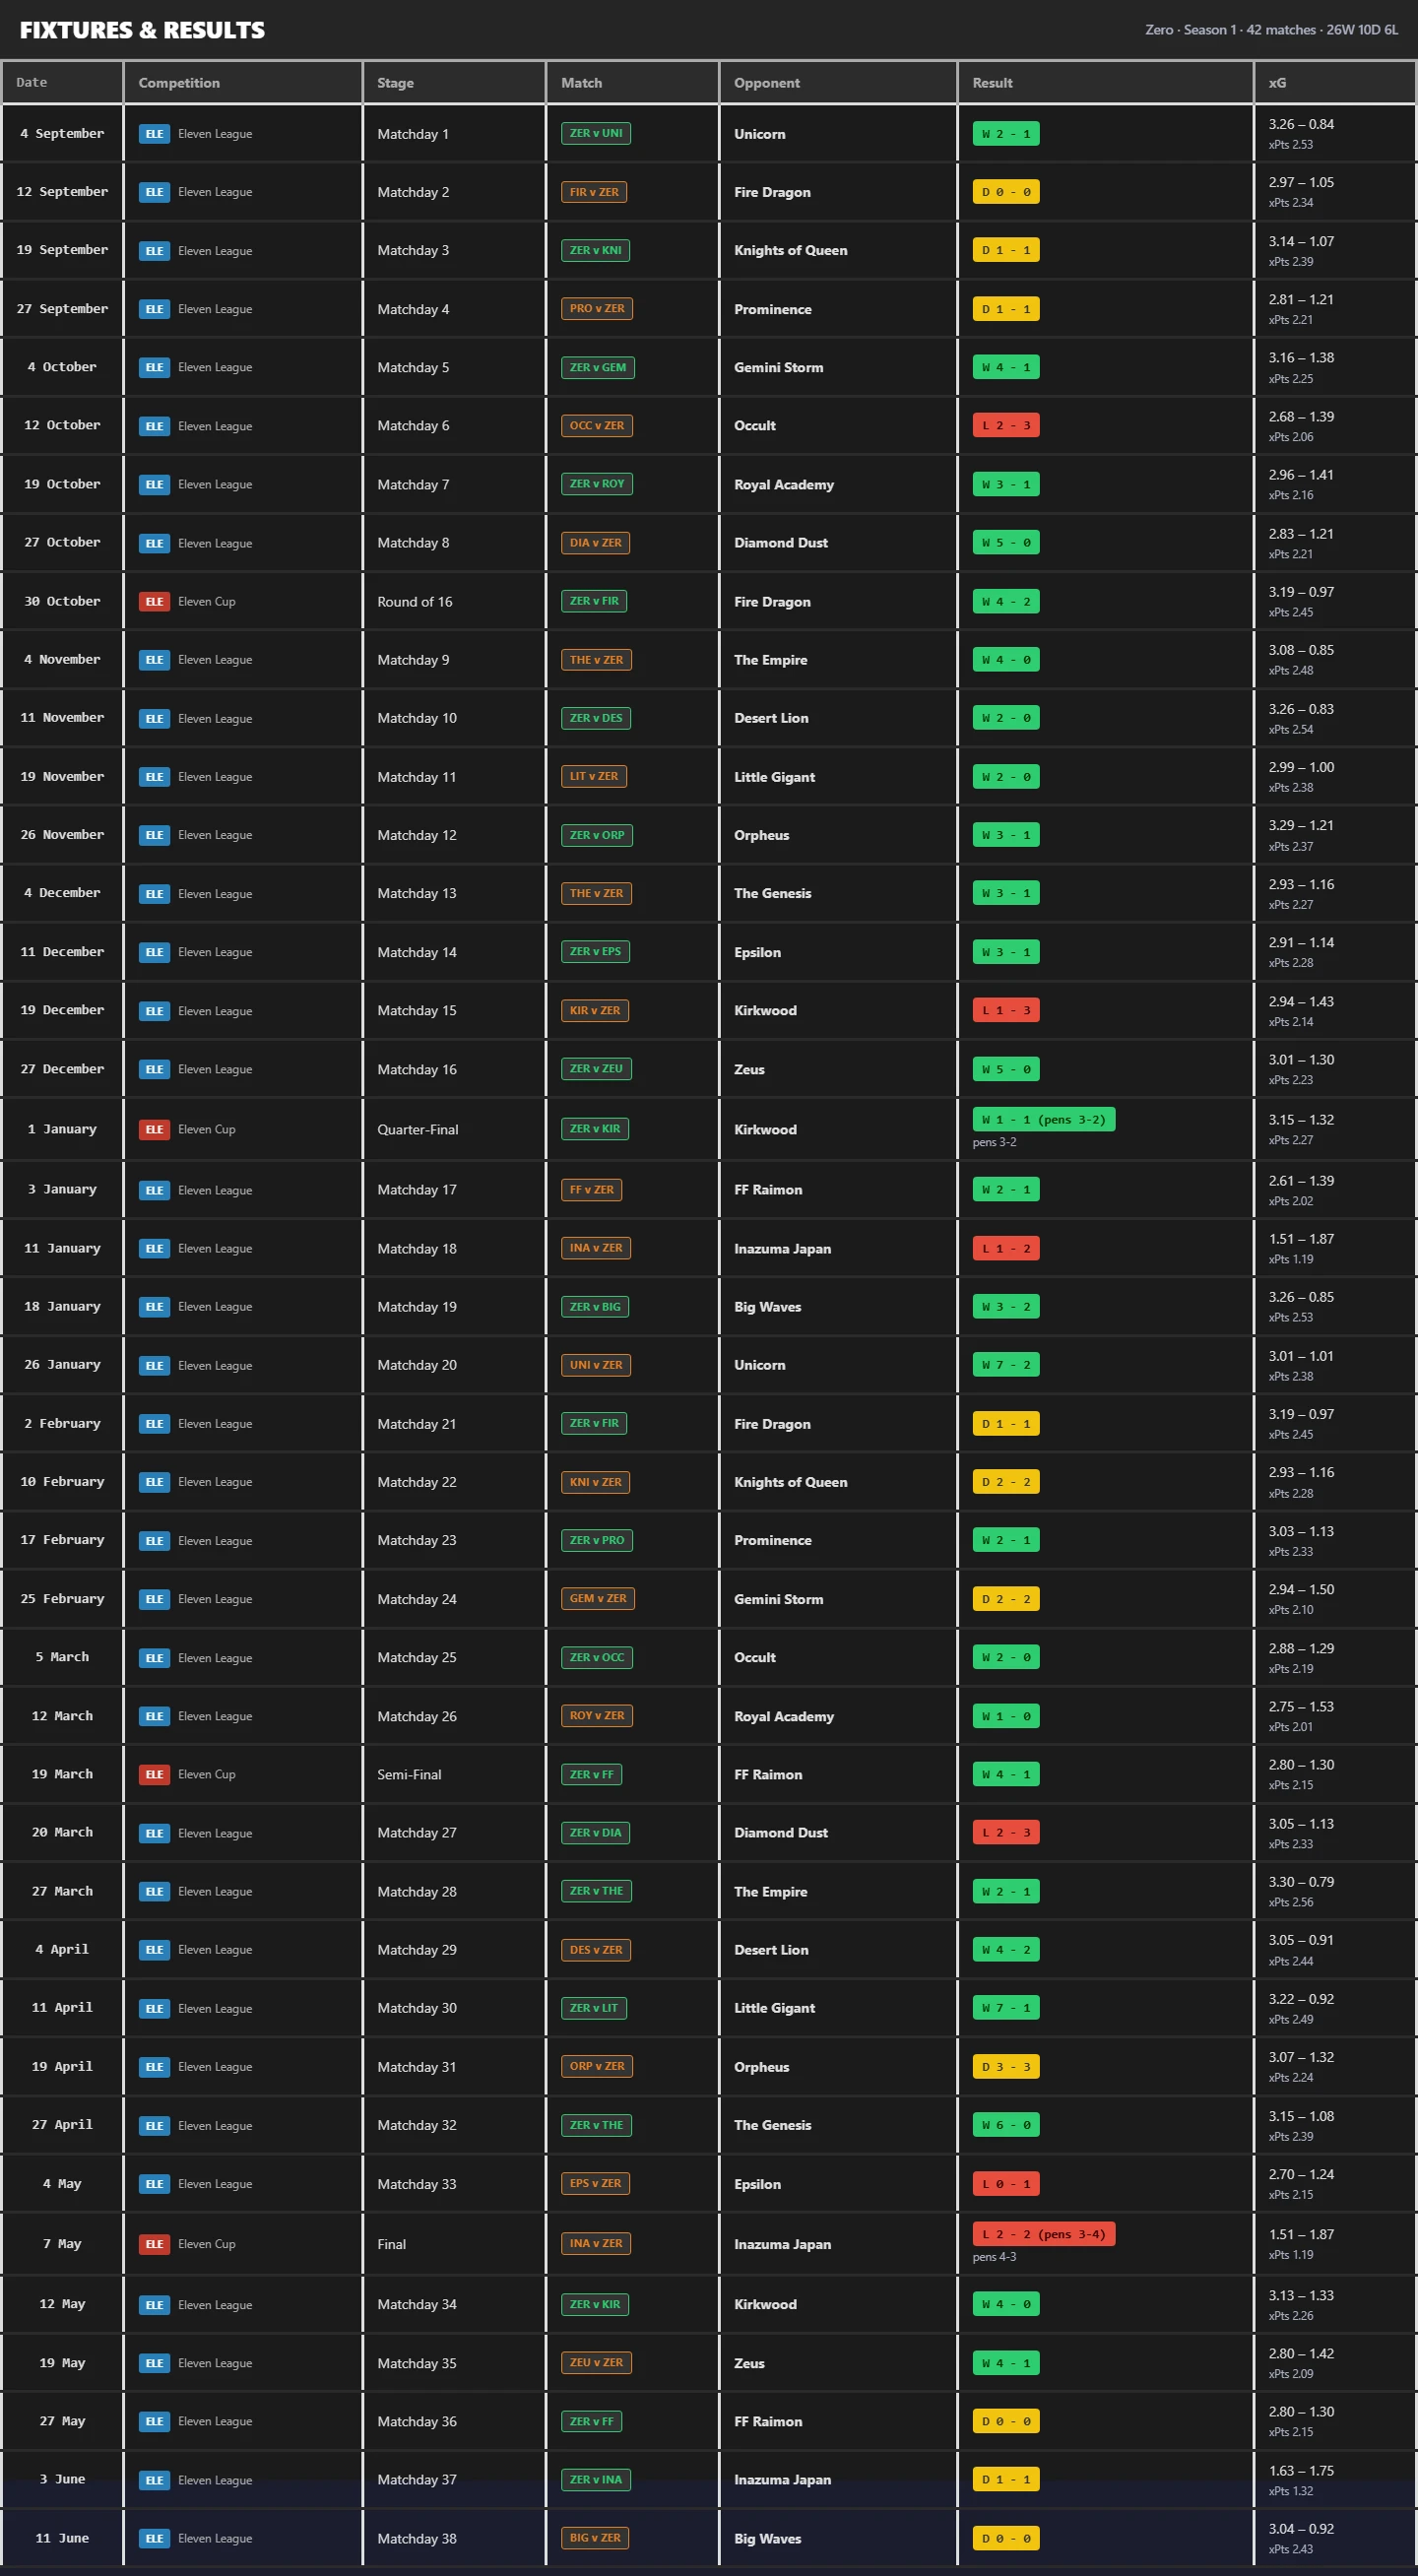 FIXTURES & RESULTS
Zero · Season 1 · 42 matches · 26W 10D 6L
Date Competition Stage Match Opponent Result xG
4 September ELE Eleven League Matchday 1 ZER v UNI Unicorn W 2 - 1 3.26 – 0.84
xPts 2.53
12 September ELE Eleven League Matchday 2 FIR v ZER Fire Dragon D 0 - 0 2.97 – 1.05
xPts 2.34
19 September ELE Eleven League Matchday 3 ZER v KNI Knights of Queen D 1 - 1 3.14 – 1.07
xPts 2.39
27 September ELE Eleven League Matchday 4 PRO v ZER Prominence D 1 - 1 2.81 – 1.21
xPts 2.21
4 October ELE Eleven League Matchday 5 ZER v GEM Gemini Storm W 4 - 1 3.16 – 1.38
xPts 2.25
12 October ELE Eleven League Matchday 6 OCC v ZER Occult L 2 - 3 2.68 – 1.39
xPts 2.06
19 October ELE Eleven League Matchday 7 ZER v ROY Royal Academy W 3 - 1 2.96 – 1.41
xPts 2.16
27 October ELE Eleven League Matchday 8 DIA v ZER Diamond Dust W 5 - 0 2.83 – 1.21
xPts 2.21
30 October ELE Eleven Cup Round of 16 ZER v FIR Fire Dragon W 4 - 2 3.19 – 0.97
xPts 2.45
4 November ELE Eleven League Matchday 9 THE v ZER The Empire W 4 - 0 3.08 – 0.85
xPts 2.48
11 November ELE Eleven League Matchday 10 ZER v DES Desert Lion W 2 - 0 3.26 – 0.83
xPts 2.54
19 November ELE Eleven League Matchday 11 LIT v ZER Little Gigant W 2 - 0 2.99 – 1.00
xPts 2.38
26 November ELE Eleven League Matchday 12 ZER v ORP Orpheus W 3 - 1 3.29 – 1.21
xPts 2.37
4 December ELE Eleven League Matchday 13 THE v ZER The Genesis W 3 - 1 2.93 – 1.16
xPts 2.27
11 December ELE Eleven League Matchday 14 ZER v EPS Epsilon W 3 - 1 2.91 – 1.14
xPts 2.28
19 December ELE Eleven League Matchday 15 KIR v ZER Kirkwood L 1 - 3 2.94 – 1.43
xPts 2.14
27 December ELE Eleven League Matchday 16 ZER v ZEU Zeus W 5 - 0 3.01 – 1.30
xPts 2.23
1 January ELE Eleven Cup Quarter-Final ZER v KIR Kirkwood W 1 - 1 (pens 3-2) 3.15 – 1.32
pens 3-2 xPts 2.27
3 January ELE Eleven League Matchday 17 FF v ZER FF Raimon W 2 - 1 2.61 – 1.39
xPts 2.02
11 January ELE Eleven League Matchday 18 INA v ZER Inazuma Japan L 1 - 2 1.51 – 1.87
xPts 1.19
18 January ELE Eleven League Matchday 19 ZER v BIG Big Waves W 3 - 2 3.26 – 0.85
xPts 2.53
26 January ELE Eleven League Matchday 20 UNI v ZER Unicorn W 7 - 2 3.01 – 1.01
xPts 2.38
2 February ELE Eleven League Matchday 21 ZER v FIR Fire Dragon D 1 - 1 3.19 – 0.97
xPts 2.45
10 February ELE Eleven League Matchday 22 KNI v ZER Knights of Queen D 2 - 2 2.93 – 1.16
xPts 2.28
17 February ELE Eleven League Matchday 23 ZER v PRO Prominence W 2 - 1 3.03 – 1.13
xPts 2.33
25 February ELE Eleven League Matchday 24 GEM v ZER Gemini Storm D 2 - 2 2.94 – 1.50
xPts 2.10
5 March ELE Eleven League Matchday 25 ZER v OCC Occult W 2 - 0 2.88 – 1.29
xPts 2.19
12 March ELE Eleven League Matchday 26 ROY v ZER Royal Academy W 1 - 0 2.75 – 1.53
xPts 2.01
19 March ELE Eleven Cup Semi-Final ZER v FF FF Raimon W 4 - 1 2.80 – 1.30
xPts 2.15
20 March ELE Eleven League Matchday 27 ZER v DIA Diamond Dust L 2 - 3 3.05 – 1.13
xPts 2.33
27 March ELE Eleven League Matchday 28 ZER v THE The Empire W 2 - 1 3.30 – 0.79
xPts 2.56
4 April ELE Eleven League Matchday 29 DES v ZER Desert Lion W 4 - 2 3.05 – 0.91
xPts 2.44
11 April ELE Eleven League Matchday 30 ZER v LIT Little Gigant W 7 - 1 3.22 – 0.92
xPts 2.49
19 April ELE Eleven League Matchday 31 ORP v ZER Orpheus D 3 - 3 3.07 – 1.32
xPts 2.24
27 April ELE Eleven League Matchday 32 ZER v THE The Genesis W 6 - 0 3.15 – 1.08
xPts 2.39
4 May ELE Eleven League Matchday 33 EPS v ZER Epsilon L 0 - 1 2.70 – 1.24
xPts 2.15
7 May ELE Eleven Cup Final INA v ZER Inazuma Japan L 2 - 2 (pens 3-4) 1.51 – 1.87
pens 4-3 xPts 1.19
12 May ELE Eleven League Matchday 34 ZER v KIR Kirkwood W 4 - 0 3.13 – 1.33
xPts 2.26
19 May ELE Eleven League Matchday 35 ZEU v ZER Zeus W 4 - 1 2.80 – 1.42
xPts 2.09
27 May ELE Eleven League Matchday 36 ZER v FF FF Raimon D 0 - 0 2.80 – 1.30
xPts 2.15
3 June ELE Eleven League Matchday 37 ZER v INA Inazuma Japan D 1 - 1 1.63 – 1.75
xPts 1.32
11 June ELE Eleven League Matchday 38 BIG v ZER Big Waves D 0 - 0 3.04 – 0.92
xPts 2.43